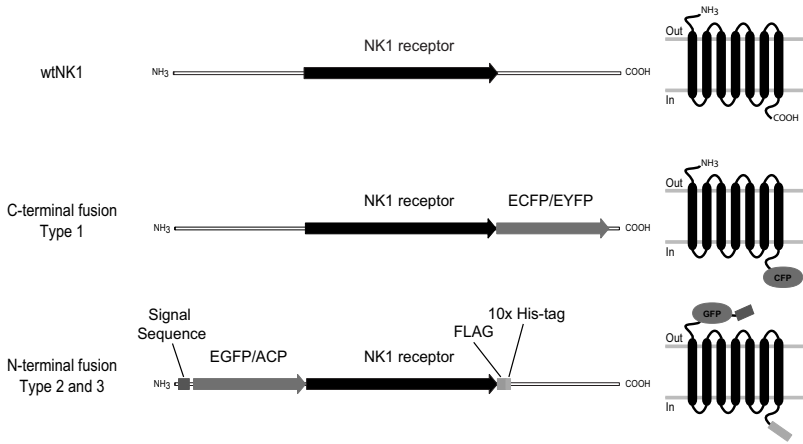 NK1 receptor
wtNK1
NH3
COOH
Out
NH3
In
COOH
C-terminal fusion
Type 1
NK1 receptor
ECFP/EYFP
NH3
COOH
Out
NH3
In
CFP
N-terminal fusion
Type 2 and 3
Signal
Sequence
EGFP/ACP
NK1 receptor
FLAG
10x His-tag
NH3
COOH
GFP
Out
In